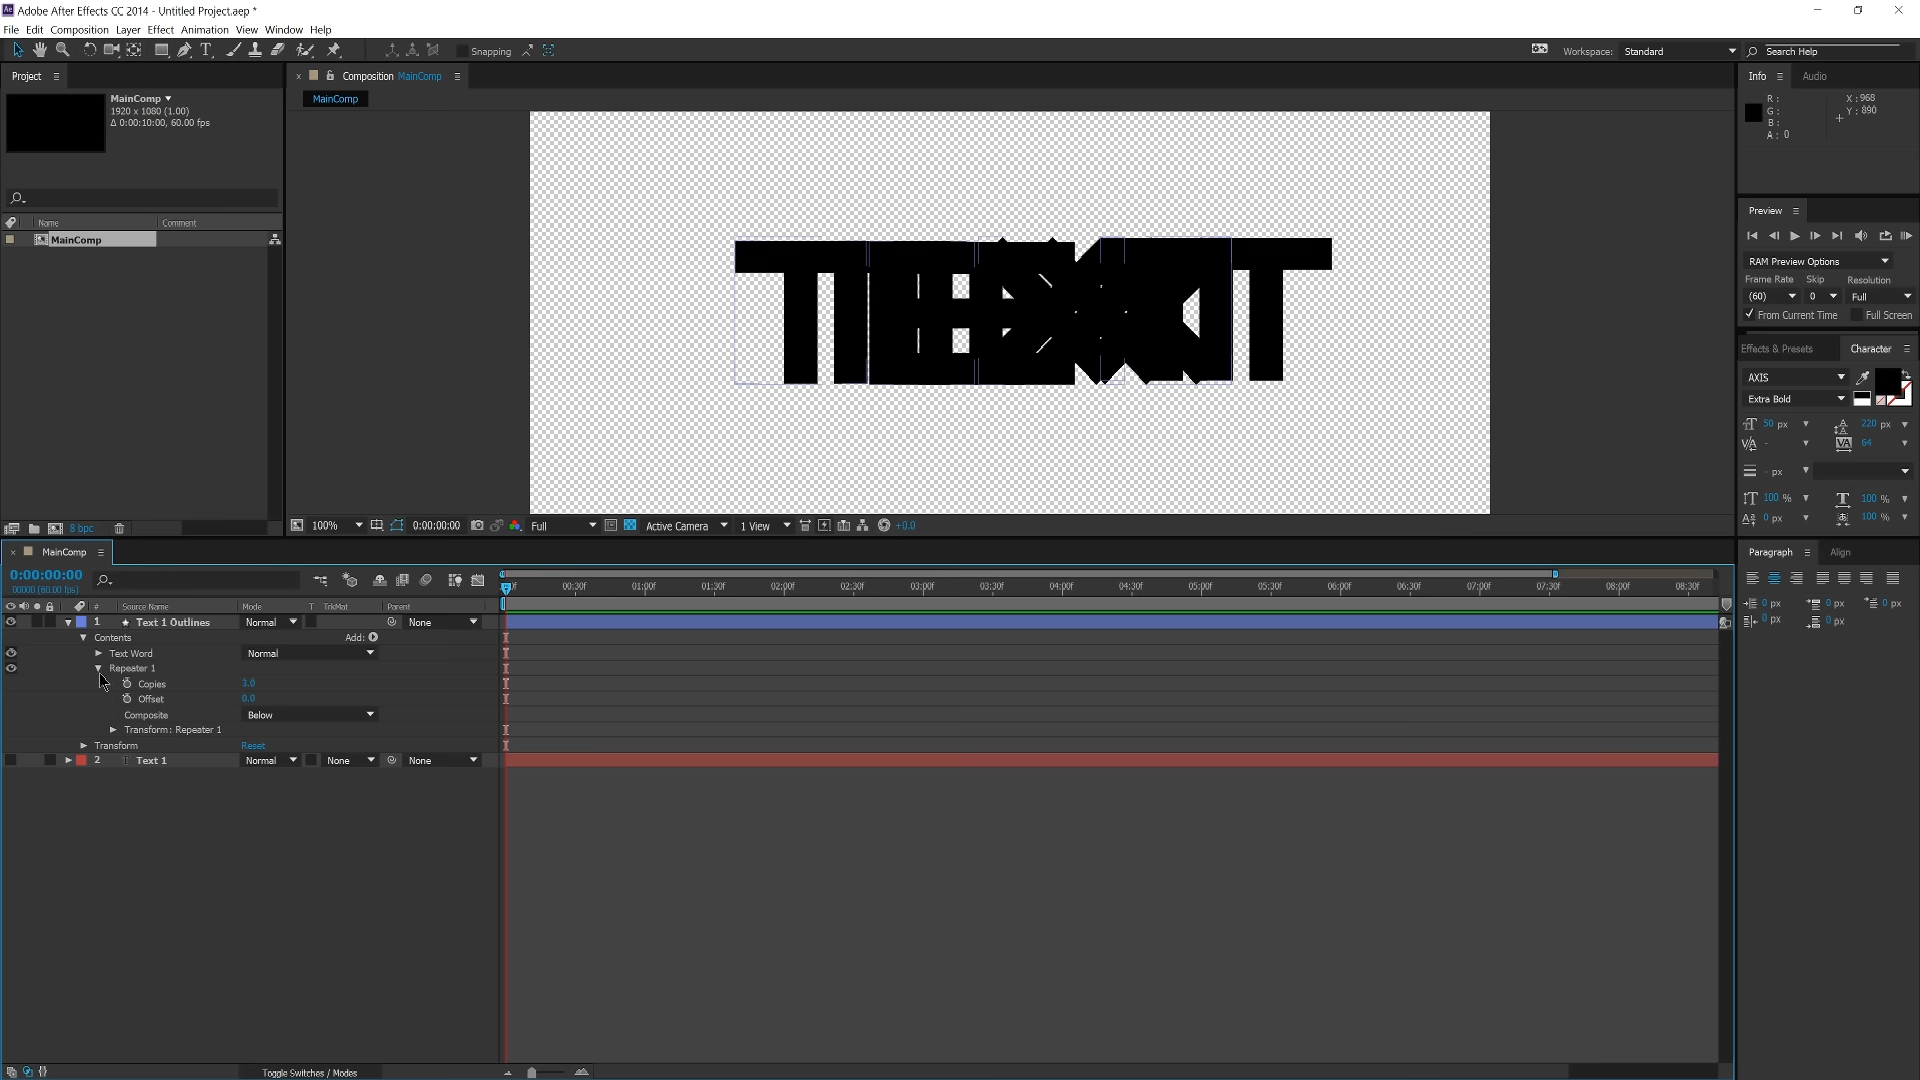 Adobe After Effects CC 2014 - Untitled Project.aep *
File Edit Composition Layer Effect Animation View Window Help
Snapping
Workspace: Standard
Search Help
Project
MainComp
1920 x 1080 (1.00)
Δ 0:00:10:00, 60.00 fps
Name Comment
MainComp
8 bpc
Composition MainComp
MainComp
100% 0:00:00:00 Full Active Camera 1 View +0.0
Info Audio
R : X : 968
G : Y : 890
B :
A : 0
Preview
RAM Preview Options
Frame Rate Skip Resolution
(60) 0 Full
From Current Time Full Screen
Effects & Presets Character
AXIS
Extra Bold
50 px 220 px
- 64
- px
100 % 100 %
0 px 100 %
Paragraph Align
0 px 0 px 0 px
0 px 0 px
MainComp
0:00:00:00
00000 (60.00 fps)
00:30f 01:00f 01:30f 02:00f 02:30f 03:00f 03:30f 04:00f 04:30f 05:00f 05:30f 06:00f 06:30f 07:00f 07:30f 08:00f 08:30f
# Source Name Mode T TrkMat Parent
1 Text 1 Outlines Normal None
Contents Add:
Text Word Normal
Repeater 1
Copies 3.0
Offset 0.0
Composite Below
Transform: Repeater 1
Transform Reset
2 T Text 1 Normal None None
Toggle Switches / Modes